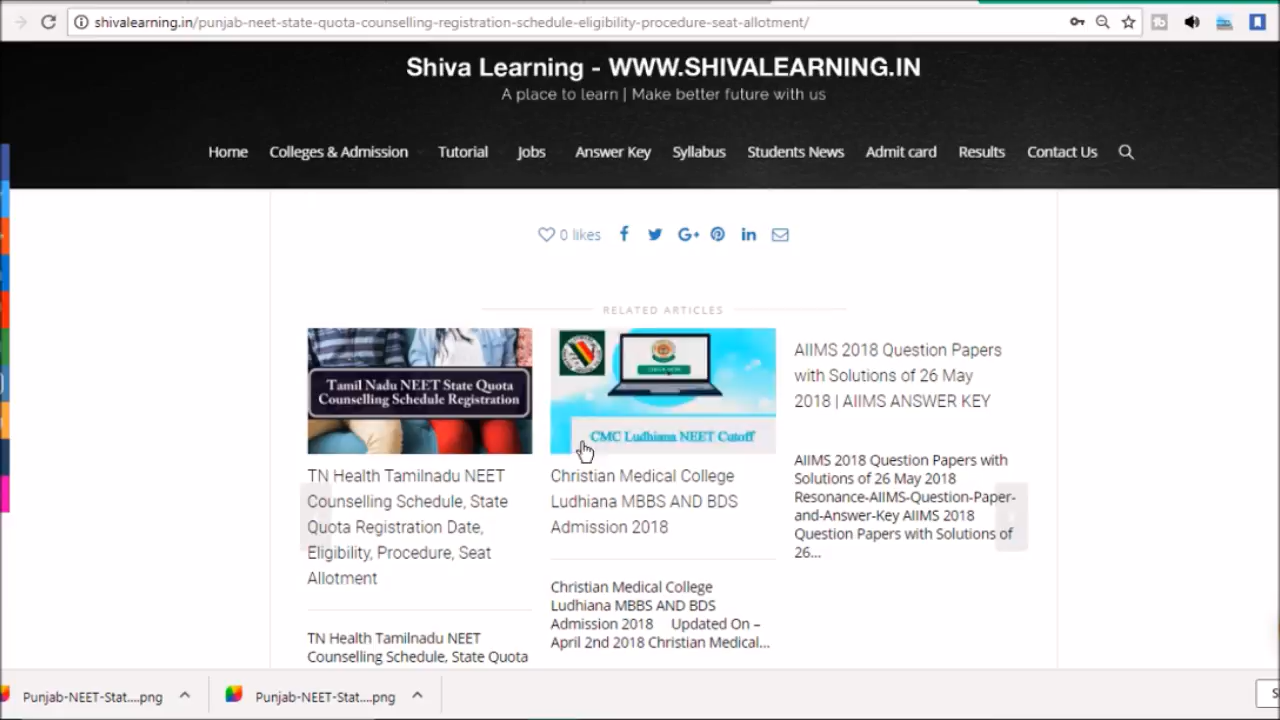 shivalearning.in/punjab-neet-state-quota-counselling-registration-schedule-eligibility-procedure-seat-allotment/
Shiva Learning - WWW.SHIVALEARNING.IN
A place to learn | Make better future with us
Home Colleges & Admission Tutorial Jobs Answer Key Syllabus Students News Admit card Results Contact Us
0 likes
RELATED ARTICLES
Tamil Nadu NEET State Quota
Counselling Schedule Registration
TN Health Tamilnadu NEET
Counselling Schedule, State
Quota Registration Date,
Eligibility, Procedure, Seat
Allotment
TN Health Tamilnadu NEET
Counselling Schedule, State Quota
CMC Ludhiana NEET Cutoff
Christian Medical College
Ludhiana MBBS AND BDS
Admission 2018
Christian Medical College
Ludhiana MBBS AND BDS
Admission 2018 Updated On –
April 2nd 2018 Christian Medical...
AIIMS 2018 Question Papers
with Solutions of 26 May
2018 | AIIMS ANSWER KEY
AIIMS 2018 Question Papers with
Solutions of 26 May 2018
Resonance-AIIMS-Question-Paper-
and-Answer-Key AIIMS 2018
Question Papers with Solutions of
26...
Punjab-NEET-Stat....png
Punjab-NEET-Stat....png